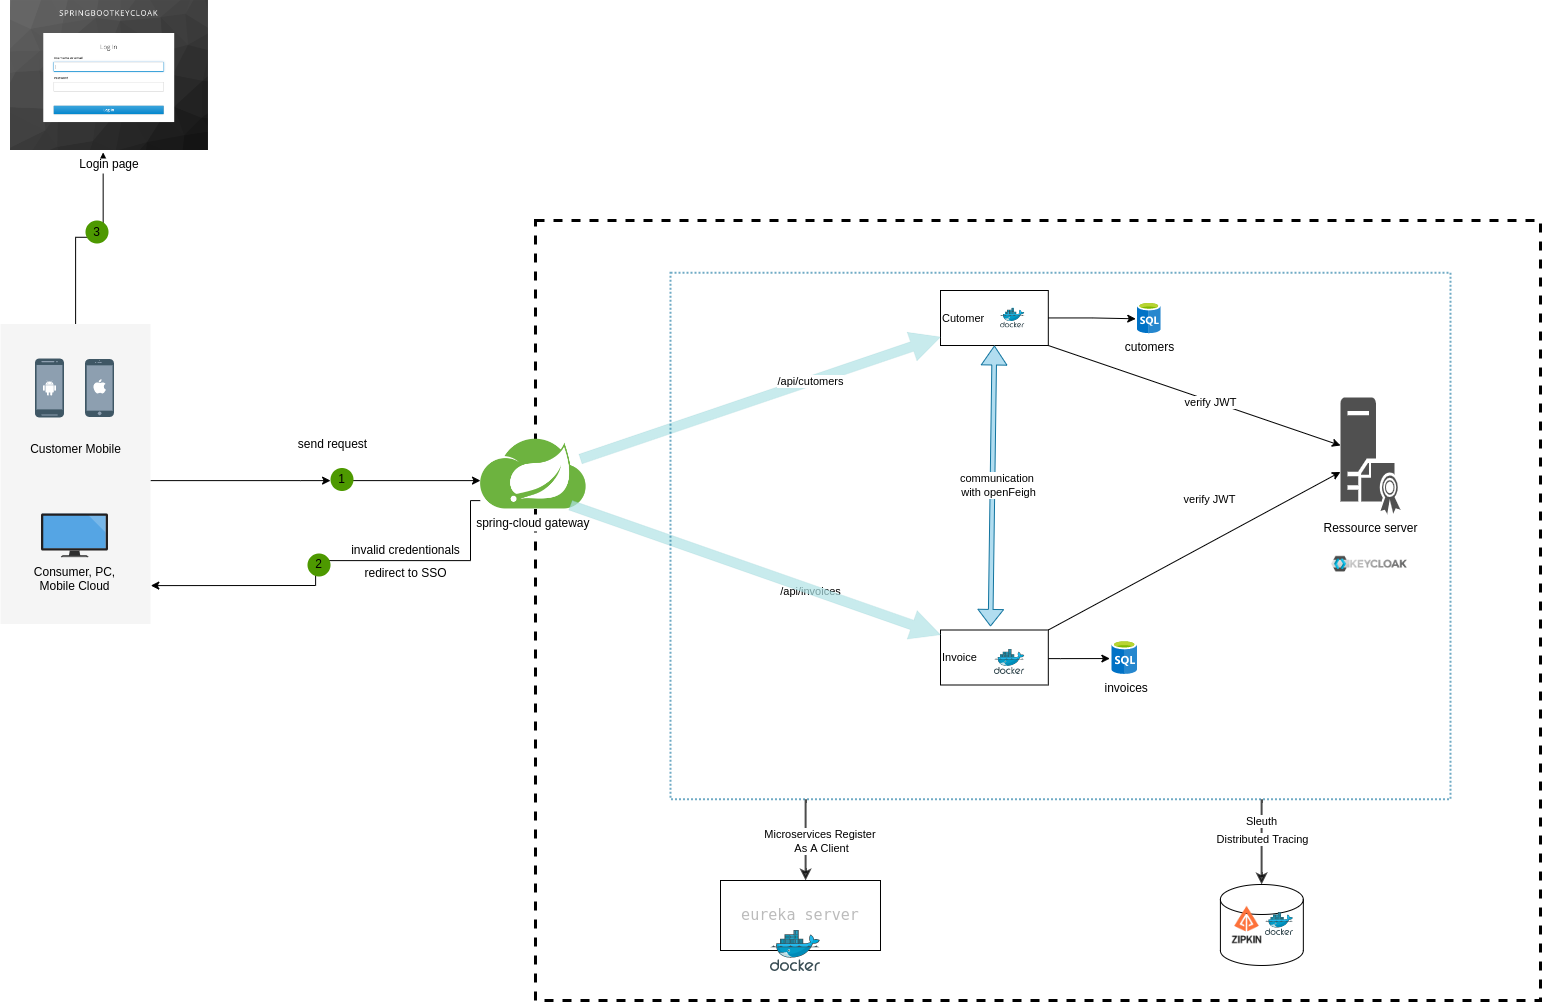 SPRINGBOOTKEYCLOAK
Log In
Log In
Login page
3
Customer Mobile
send request
1
Consumer, PC,
Mobile Cloud
2
invalid credentionals
redirect to SSO
spring-cloud gateway
/api/cutomers
/api/invoices
Cutomer
docker
SQL
cutomers
communication
with openFeigh
verify JWT
verify JWT
Ressource server
KEYCLOAK
Invoice
docker
SQL
invoices
Microservices Register
As A Client
eureka server
docker
Sleuth
Distributed Tracing
ZIPKIN
docker